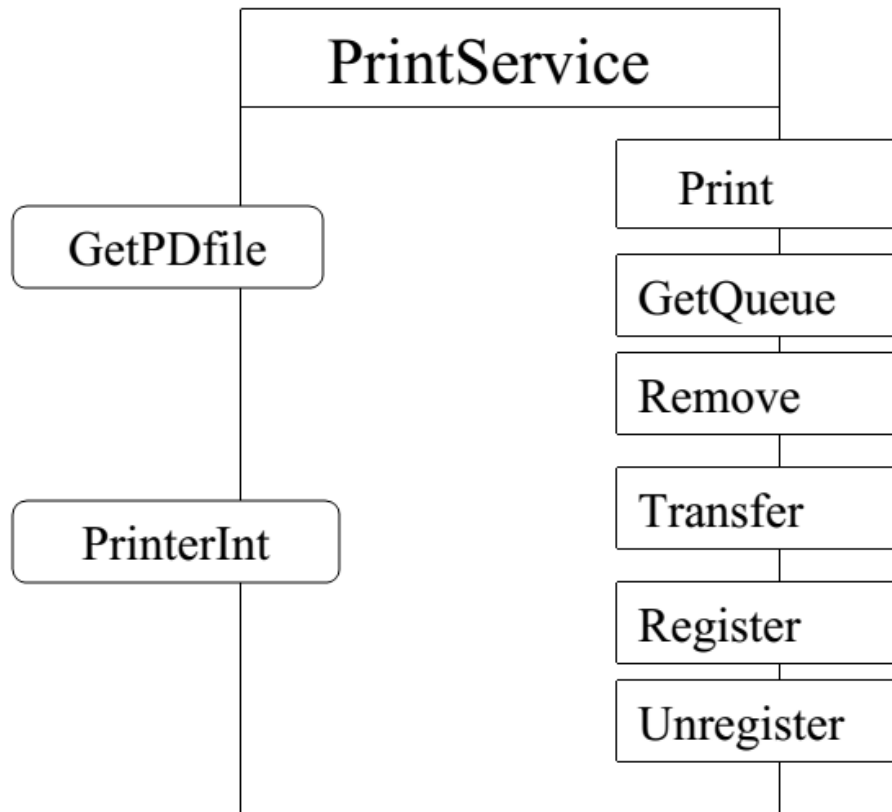 PrintService
Print
GetPDfile
GetQueue
Remove
Transfer
PrinterInt
Register
Unregister